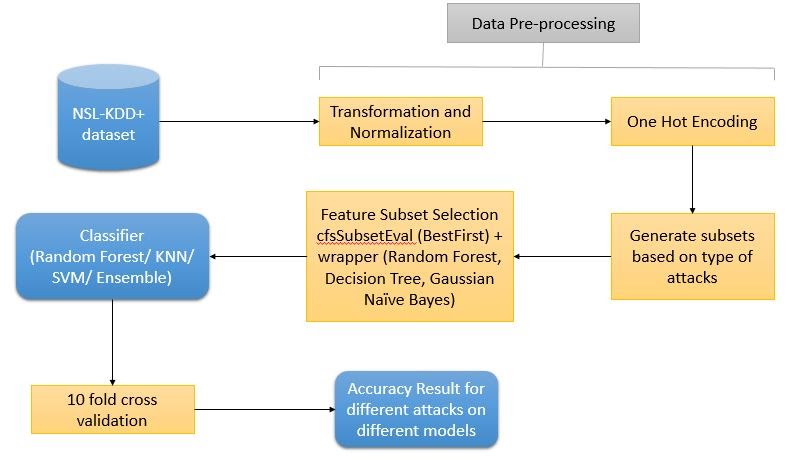 Data Pre-processing
NSL-KDD+
dataset
Transformation and
Normalization
One Hot Encoding
Generate subsets
based on type of
attacks
Feature Subset Selection
cfsSubsetEval (BestFirst) +
wrapper (Random Forest,
Decision Tree, Gaussian
Naïve Bayes)
Classifier
(Random Forest/ KNN/
SVM/ Ensemble)
10 fold cross
validation
Accuracy Result for
different attacks on
different models